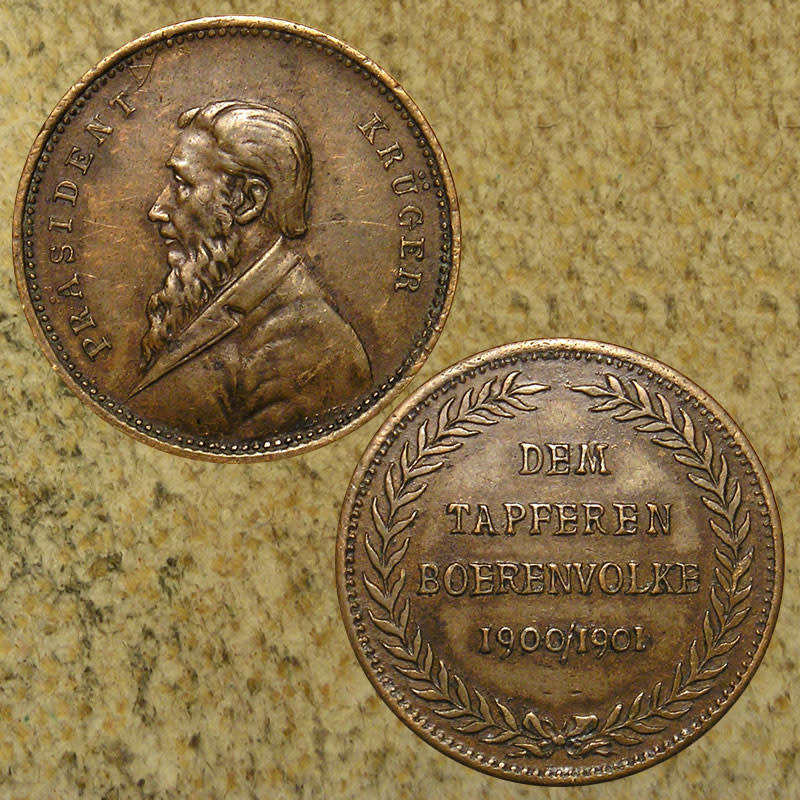 PRÄSIDENT KRÜGER
DEM
TAPFEREN
BOERENVOLKE
1900/1901